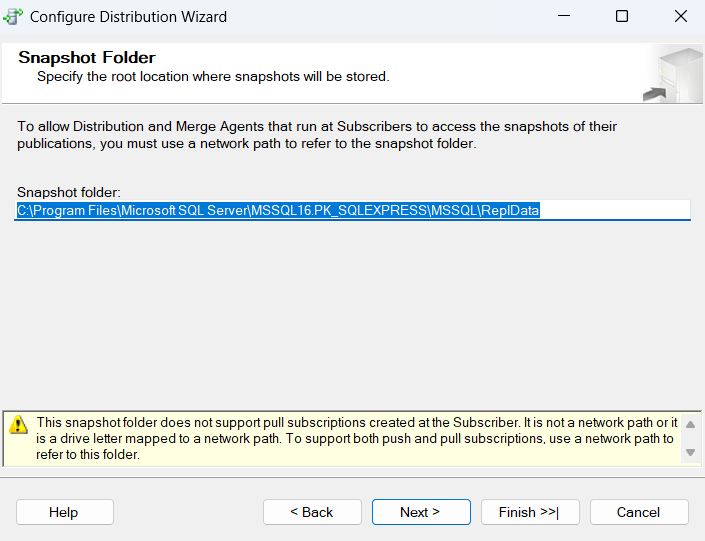 Configure Distribution Wizard
Snapshot Folder
Specify the root location where snapshots will be stored.
To allow Distribution and Merge Agents that run at Subscribers to access the snapshots of their
publications, you must use a network path to refer to the snapshot folder.
Snapshot folder:
C:\Program Files\Microsoft SQL Server\MSSQL16.PK_SQLEXPRESS\MSSQL\ReplData
This snapshot folder does not support pull subscriptions created at the Subscriber. It is not a network path or it
is a drive letter mapped to a network path. To support both push and pull subscriptions, use a network path to
refer to this folder.
Help
< Back
Next >
Finish >>|
Cancel